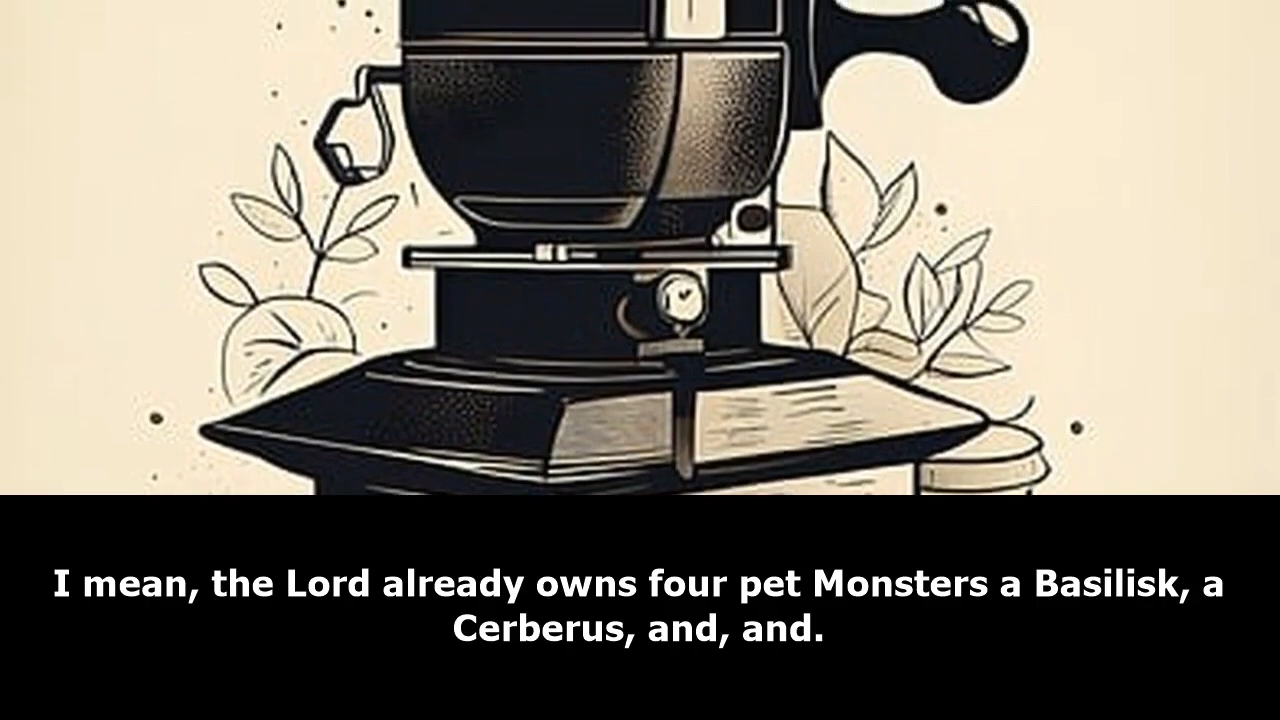 I mean, the Lord already owns four pet Monsters a Basilisk, a
Cerberus, and, and.